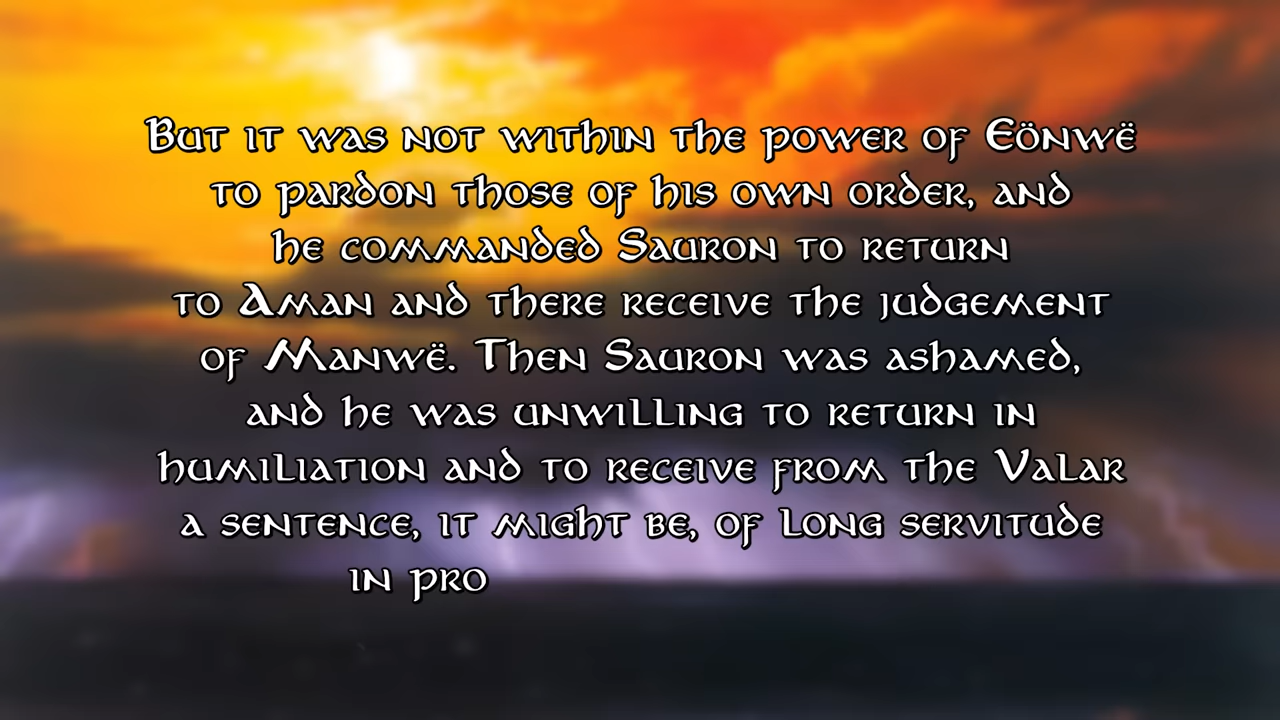 But it was not within the power of Eönwë
to pardon those of his own order, and
he commanded Sauron to return
to Aman and there receive the judgement
of Manwë. Then Sauron was ashamed,
and he was unwilling to return in
humiliation and to receive from the Valar
a sentence, it might be, of long servitude
in pro